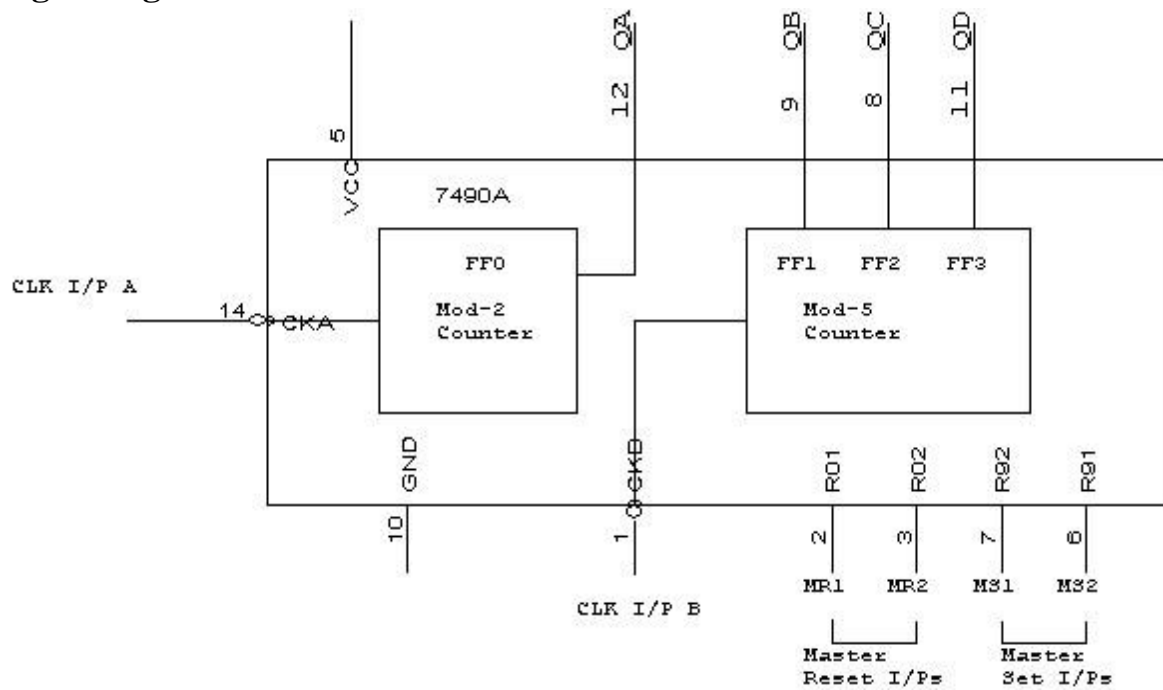 QA
QB
QC
QD
12
9
8
11
5
VCC
7490A
FF0
Mod-2
Counter
FF1 FF2 FF3
Mod-5
Counter
CLK I/P A
14
CKA
GND
CKB
R01
R02
R92
R91
10
1
2
3
7
6
MR1 MR2 MS1 MS2
CLK I/P B
Master
Reset I/Ps
Master
Set I/Ps